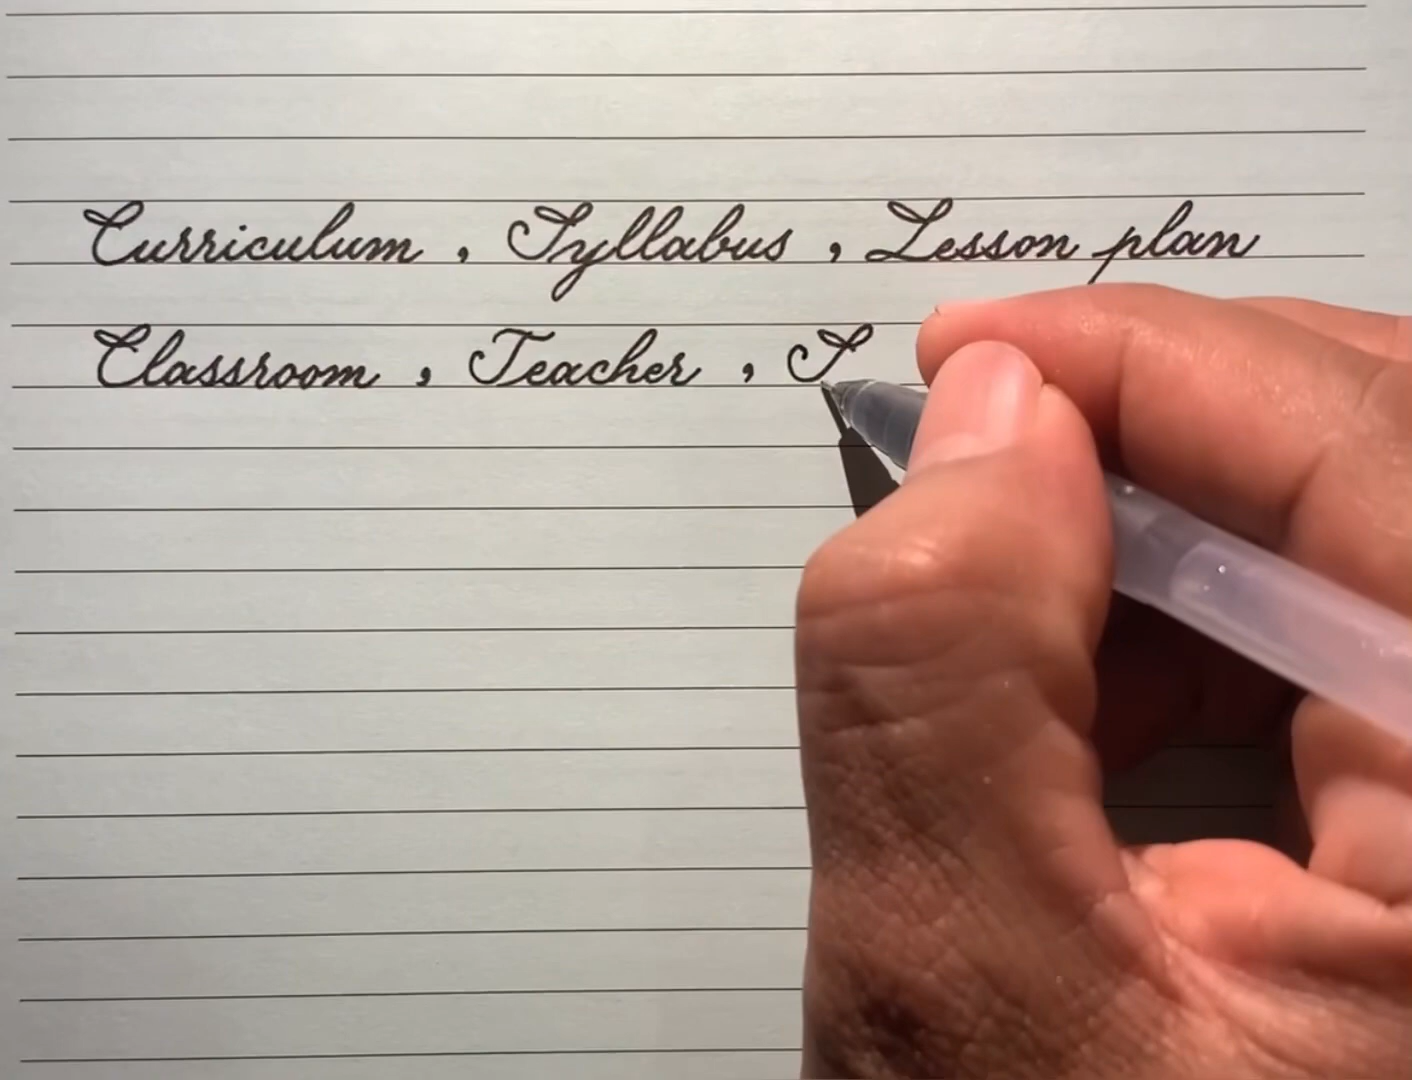 Curriculum , Syllabus , Lesson plan
Classroom , Teacher , S